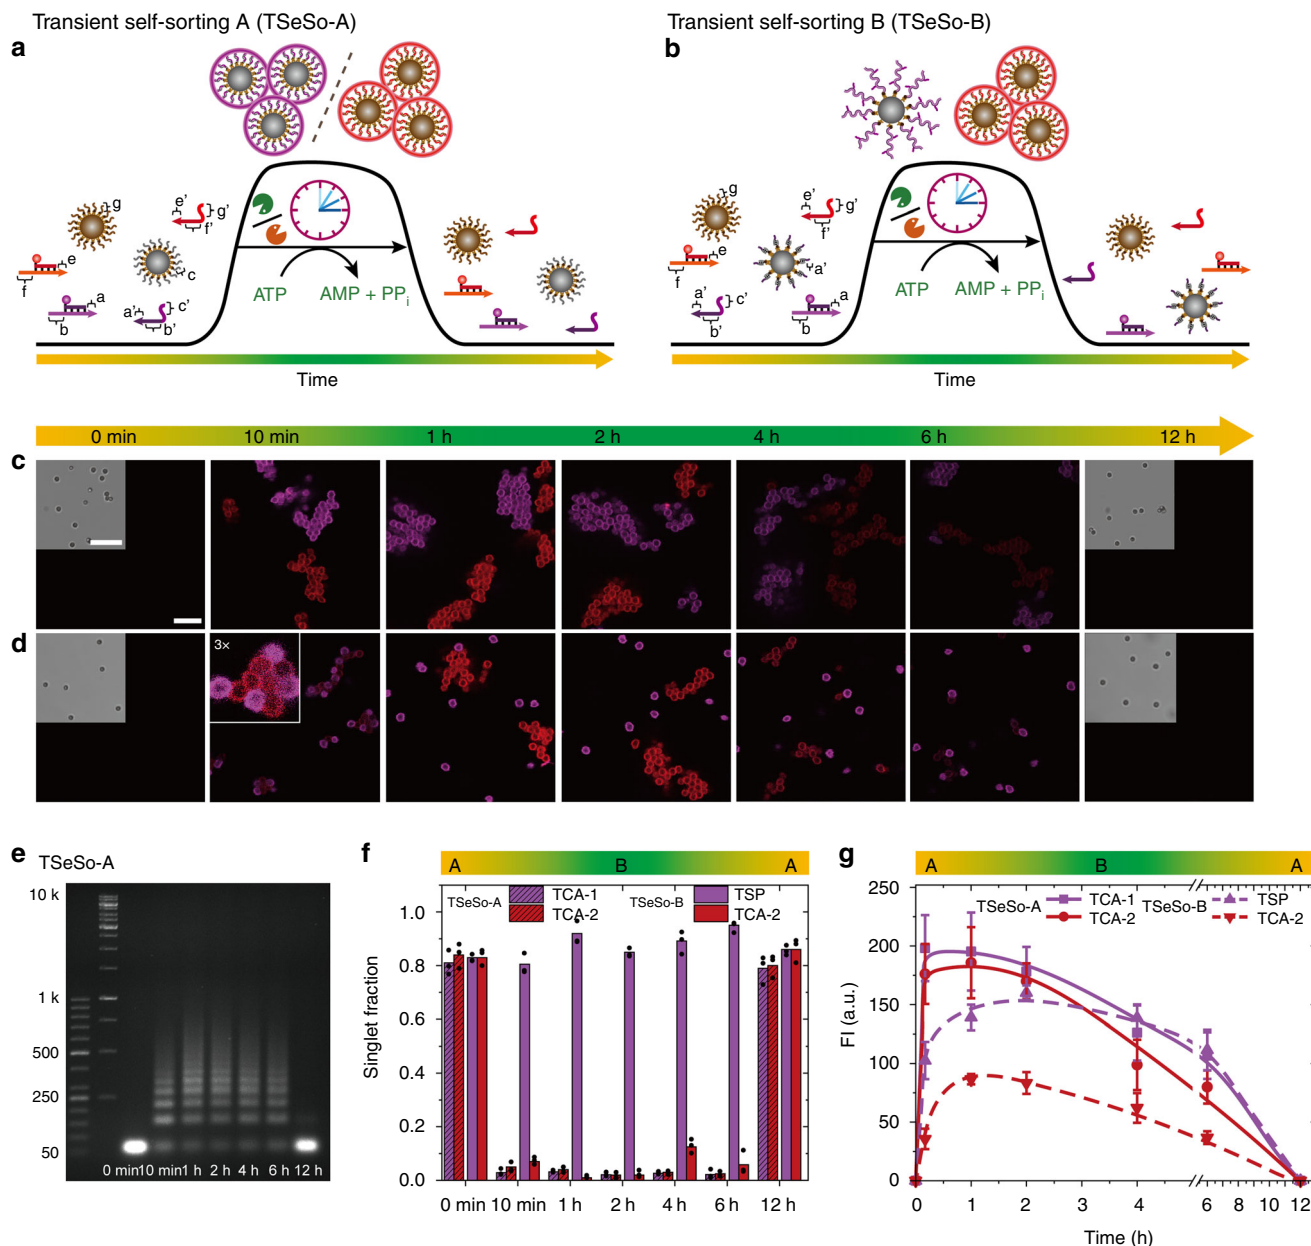 Transient self-sorting A (TSeSo-A)
Transient self-sorting B (TSeSo-B)
a
g
e'
g'
f'
e
f
c
a
b
a'
c'
b'
ATP
AMP + PPi
Time
b
g
e'
g'
f'
e
f
a'
a'
c'
b'
a
b
ATP
AMP + PPi
Time
0 min 10 min 1 h 2 h 4 h 6 h 12 h
c
d
3×
e
TSeSo-A
10 k
1 k
500
250
50
0 min 10 min 1 h 2 h 4 h 6 h 12 h
f
A B A
TSeSo-A TCA-1 TSeSo-B TSP
TCA-2 TCA-2
Singlet fraction
1.0
0.8
0.6
0.4
0.2
0.0
0 min 10 min 1 h 2 h 4 h 6 h 12 h
g
A B A
TSeSo-A TCA-1 TSeSo-B TSP
TCA-2 TCA-2
FI (a.u.)
250
200
150
100
50
0
0 1 2 3 4 6 8 10 12
Time (h)